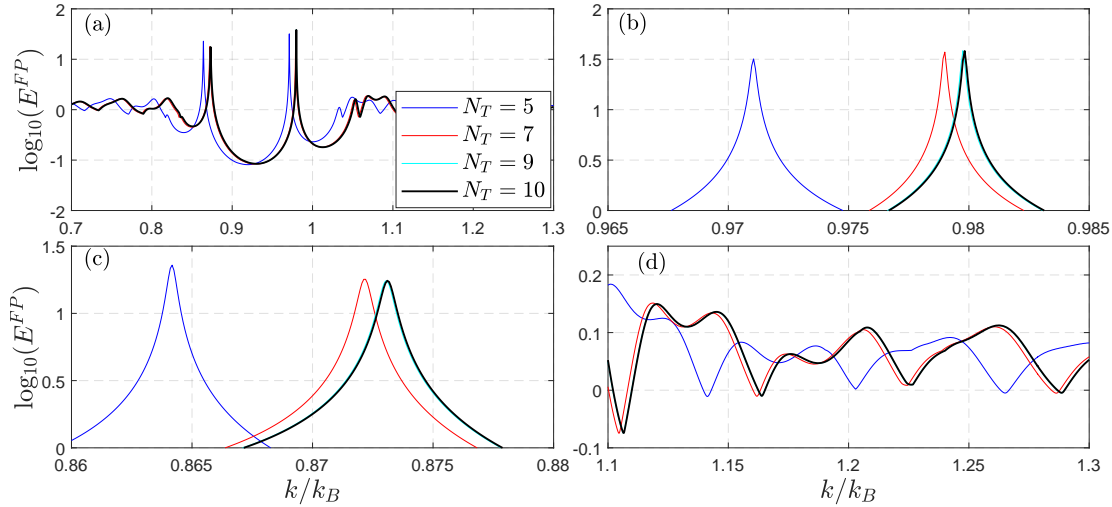 (a)
log₁₀(E^{FP})
2
1
0
-1
-2
0.7 0.8 0.9 1 1.1 1.2 1.3
N_T = 5
N_T = 7
N_T = 9
N_T = 10
(b)
2
1.5
1
0.5
0
0.965 0.97 0.975 0.98 0.985
(c)
log₁₀(E^{FP})
1.5
1
0.5
0
0.86 0.865 0.87 0.875 0.88
k/k_B
(d)
0.2
0.1
0
-0.1
1.1 1.15 1.2 1.25 1.3
k/k_B